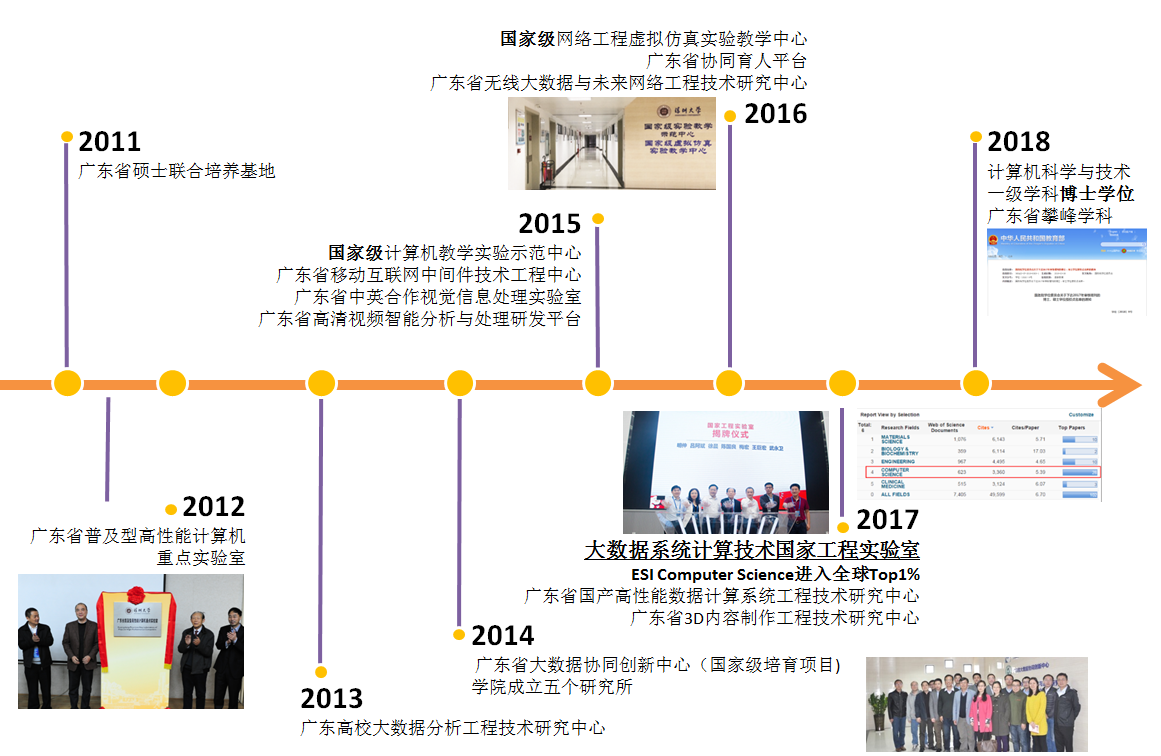 2011
广东省硕士联合培养基地
2012
广东省普及型高性能计算机
重点实验室
深圳大学
2013
广东高校大数据分析工程技术研究中心
2014
广东省大数据协同创新中心（国家级培育项目)
学院成立五个研究所
2015
国家级计算机教学实验示范中心
广东省移动互联网中间件技术工程中心
广东省中英合作视觉信息处理实验室
广东省高清视频智能分析与处理研发平台
国家级网络工程虚拟仿真实验教学中心
广东省协同育人平台
广东省无线大数据与未来网络工程技术研究中心
2016
深圳大学
国家级实验教学
示范中心
国家级虚拟仿真
实验教学中心
国家工程实验室
揭牌仪式
Report View by Selection Customize
Total: 6 Research Fields Web of Science Documents Cites Cites/Paper Top Papers
1 MATERIALS SCIENCE 1,076 6,143 5.71
2 BIOLOGY & BIOCHEMISTRY 359 6,114 17.03
3 ENGINEERING 967 4,495 4.65
4 COMPUTER SCIENCE 623 3,360 5.39
5 CLINICAL MEDICINE 515 3,124 6.07
6 ALL FIELDS 7,405 49,599 6.70
2017
大数据系统计算技术国家工程实验室
ESI Computer Science进入全球Top1%
广东省国产高性能数据计算系统工程技术研究中心
广东省3D内容制作工程技术研究中心
2018
计算机科学与技术
一级学科博士学位
广东省攀峰学科
中华人民共和国教育部